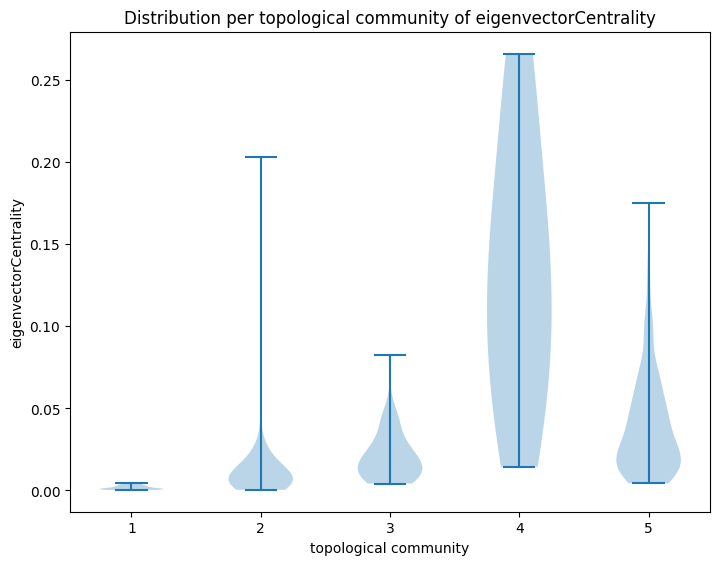 Distribution per topological community of eigenvectorCentrality
eigenvectorCentrality
0.25
0.20
0.15
0.10
0.05
0.00
1 2 3 4 5
topological community